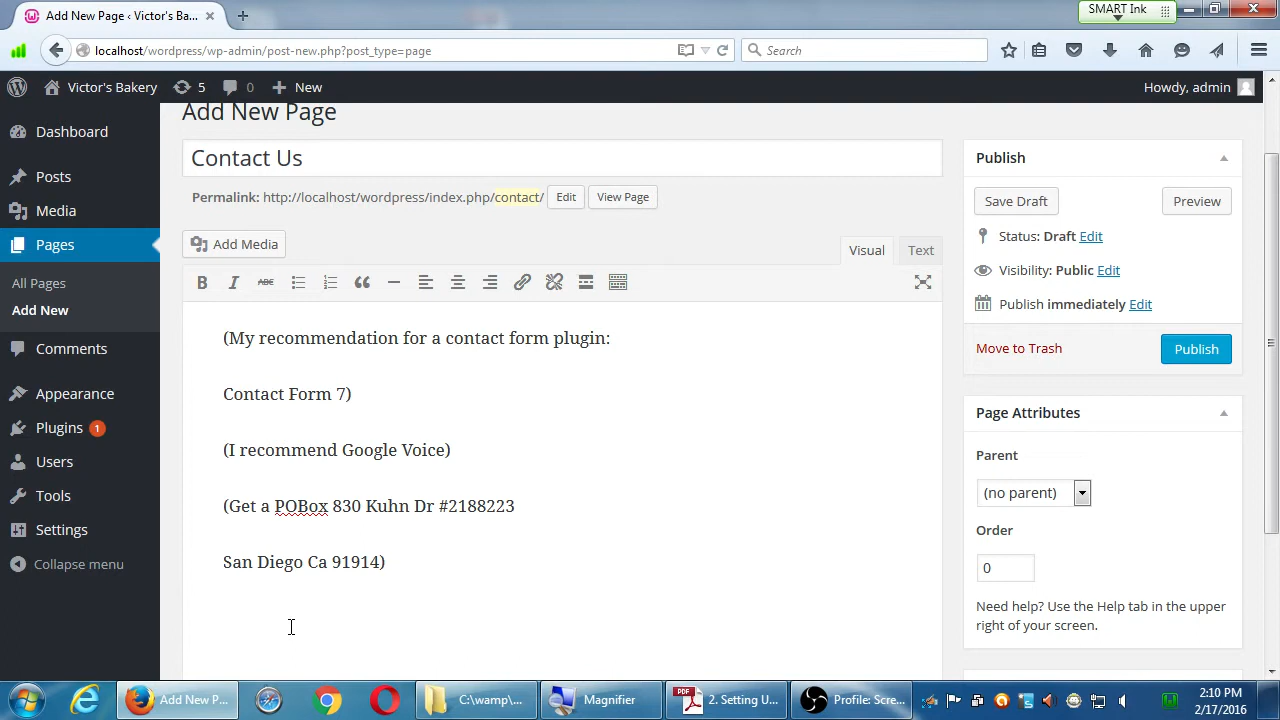 Add New Page ‹ Victor's Ba...
SMART Ink
localhost/wordpress/wp-admin/post-new.php?post_type=page
Search
Victor's Bakery
5
0
New
Howdy, admin
Dashboard
Posts
Media
Pages
All Pages
Add New
Comments
Appearance
Plugins 1
Users
Tools
Settings
Collapse menu
Add New Page
Contact Us
Permalink: http://localhost/wordpress/index.php/contact/
Edit
View Page
Add Media
Visual
Text
B I ABC
(My recommendation for a contact form plugin:
Contact Form 7)
(I recommend Google Voice)
(Get a POBox 830 Kuhn Dr #2188223
San Diego Ca 91914)
Publish
Save Draft
Preview
Status: Draft Edit
Visibility: Public Edit
Publish immediately Edit
Move to Trash
Publish
Page Attributes
Parent
(no parent)
Order
0
Need help? Use the Help tab in the upper
right of your screen.
Add New P...
C:\wamp\...
Magnifier
PDF
2. Setting U...
Profile: Scre...
2:10 PM
2/17/2016